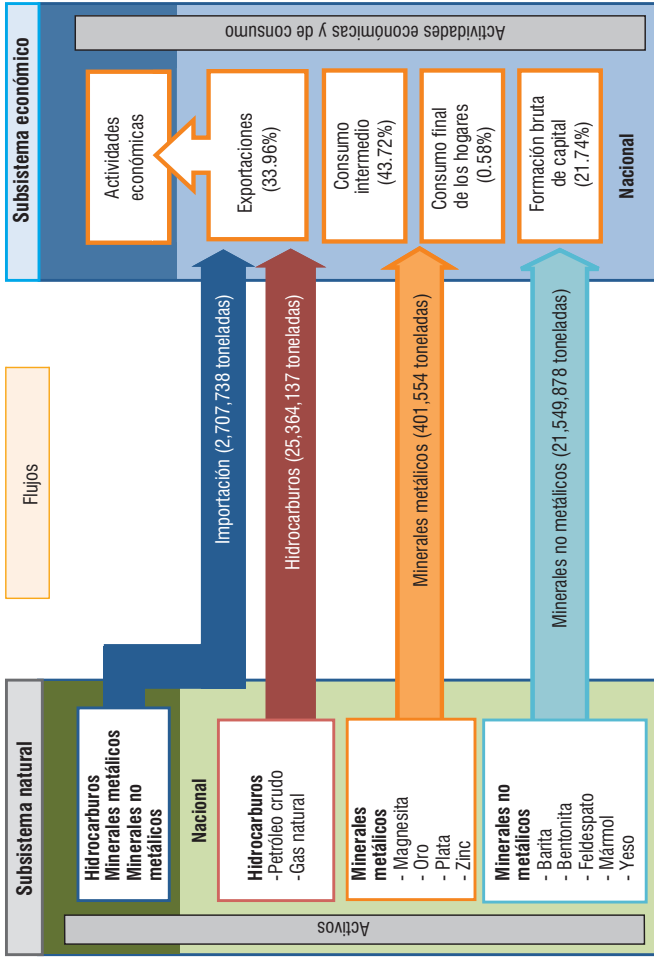 Subsistema natural
Flujos
Subsistema económico
Activos
Hidrocarburos
Minerales metálicos
Minerales no
metálicos
Nacional
Hidrocarburos
-Petróleo crudo
-Gas natural
Minerales
metálicos
- Magnesita
- Oro
- Plata
- Zinc
Minerales no
metálicos
- Barita
- Bentonita
- Feldespato
- Mármol
- Yeso
Importación (2,707,738 toneladas)
Hidrocarburos (25,364,137 toneladas)
Minerales metálicos (401,554 toneladas)
Minerales no metálicos (21,549,878 toneladas)
Actividades
económicas
Exportaciones
(33.96%)
Consumo
intermedio
(43.72%)
Consumo final
de los hogares
(0.58%)
Formación bruta
de capital
(21.74%)
Nacional
Actividades económicas y de consumo